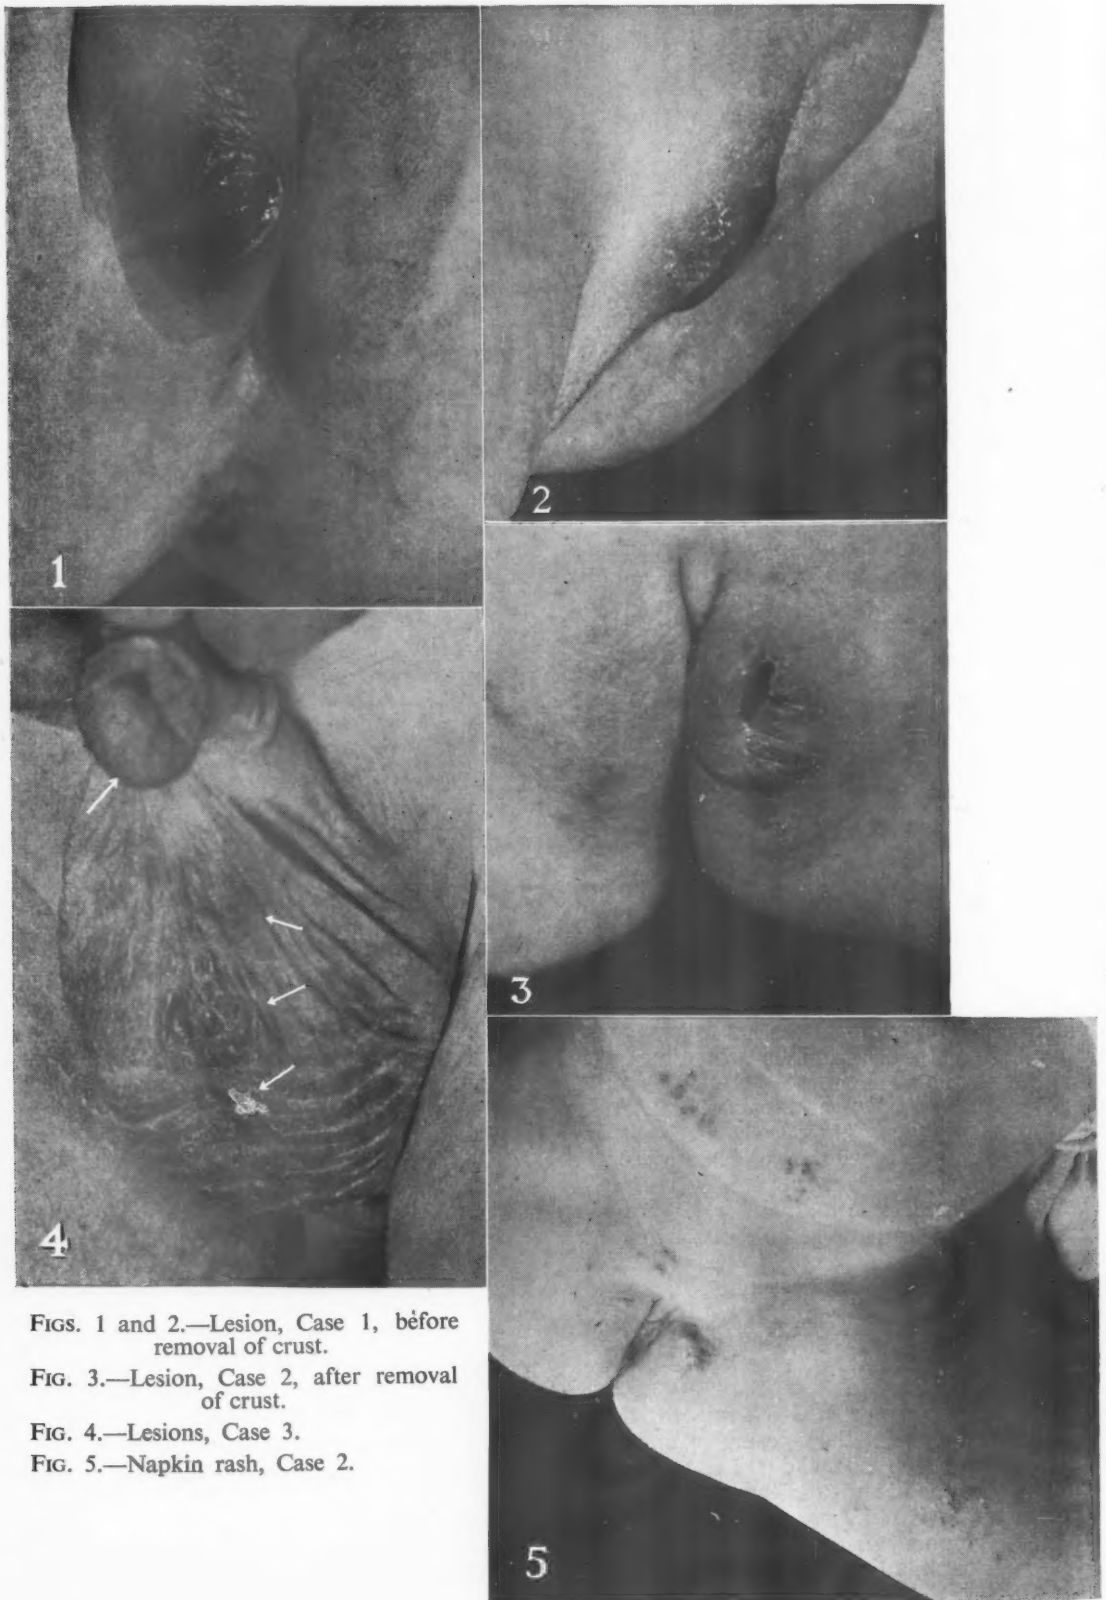 1
2
3
4
5
FIGS. 1 and 2.—Lesion, Case 1, before
removal of crust.
FIG. 3.—Lesion, Case 2, after removal
of crust.
FIG. 4.—Lesions, Case 3.
FIG. 5.—Napkin rash, Case 2.